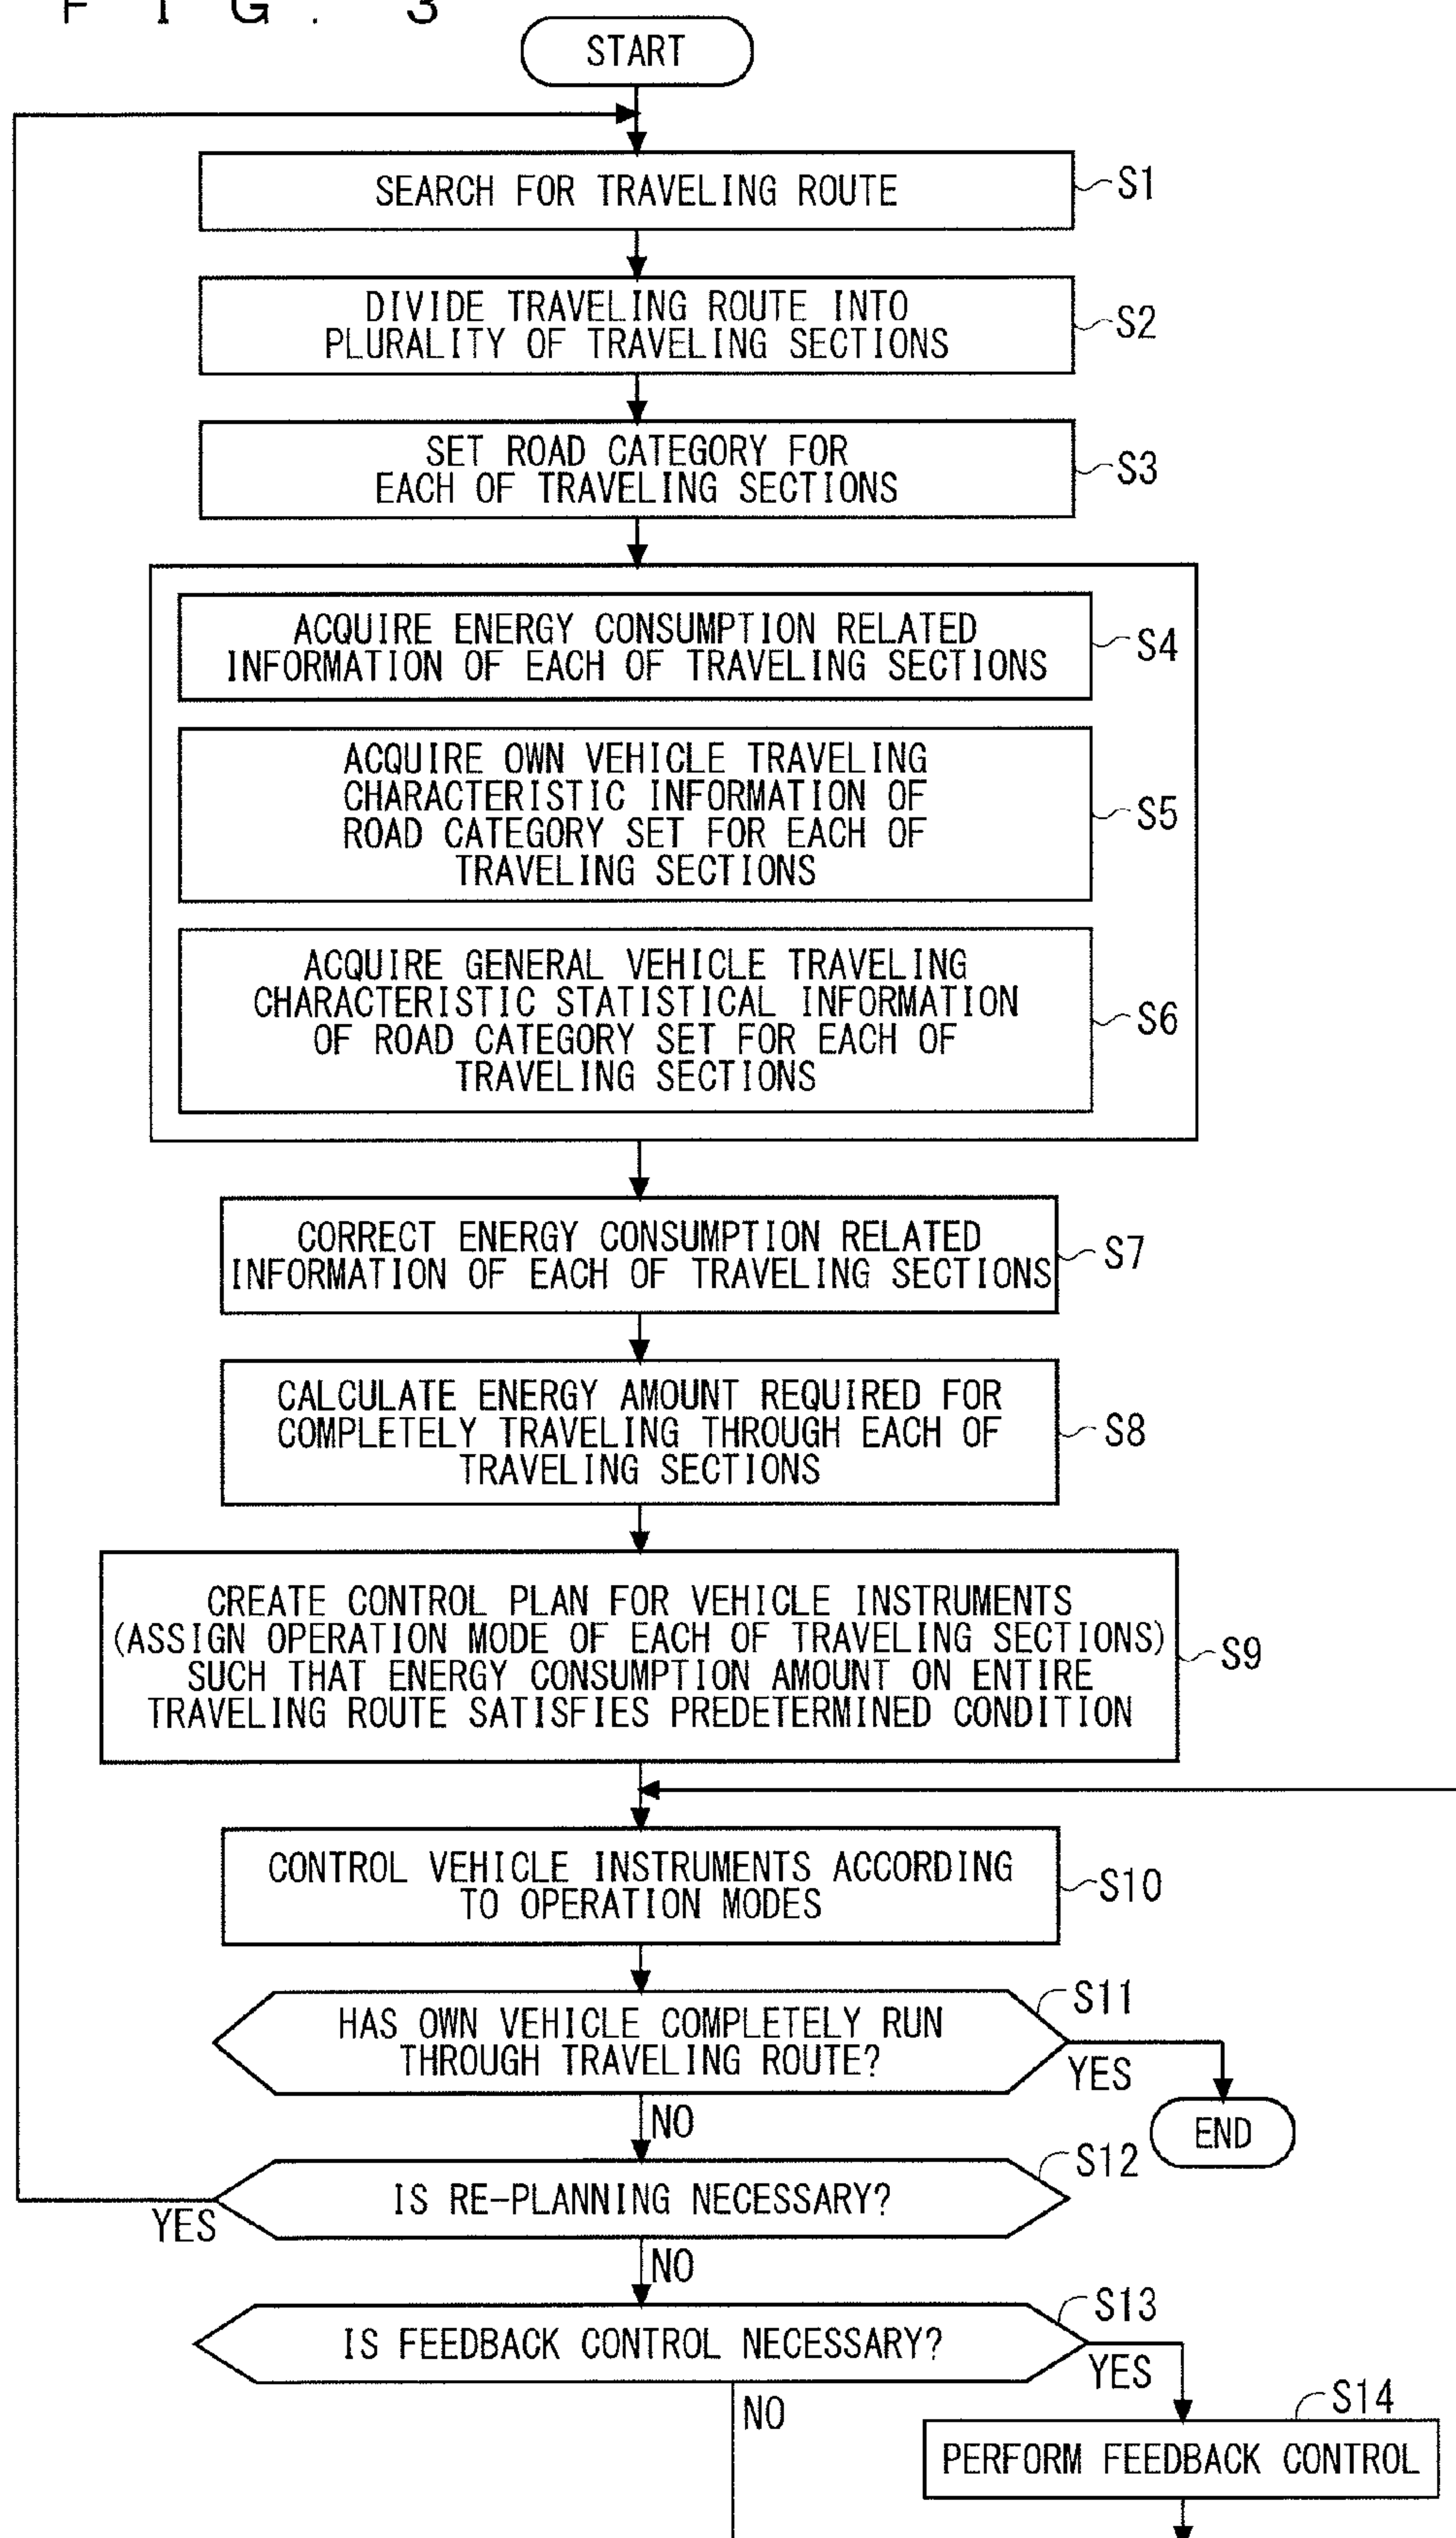 FIG. 3
START
SEARCH FOR TRAVELING ROUTE
S1
DIVIDE TRAVELING ROUTE INTO
PLURALITY OF TRAVELING SECTIONS
S2
SET ROAD CATEGORY FOR
EACH OF TRAVELING SECTIONS
S3
ACQUIRE ENERGY CONSUMPTION RELATED
INFORMATION OF EACH OF TRAVELING SECTIONS
S4
ACQUIRE OWN VEHICLE TRAVELING
CHARACTERISTIC INFORMATION OF
ROAD CATEGORY SET FOR EACH OF
TRAVELING SECTIONS
S5
ACQUIRE GENERAL VEHICLE TRAVELING
CHARACTERISTIC STATISTICAL INFORMATION
OF ROAD CATEGORY SET FOR EACH OF
TRAVELING SECTIONS
S6
CORRECT ENERGY CONSUMPTION RELATED
INFORMATION OF EACH OF TRAVELING SECTIONS
S7
CALCULATE ENERGY AMOUNT REQUIRED FOR
COMPLETELY TRAVELING THROUGH EACH OF
TRAVELING SECTIONS
S8
CREATE CONTROL PLAN FOR VEHICLE INSTRUMENTS
(ASSIGN OPERATION MODE OF EACH OF TRAVELING SECTIONS)
SUCH THAT ENERGY CONSUMPTION AMOUNT ON ENTIRE
TRAVELING ROUTE SATISFIES PREDETERMINED CONDITION
S9
CONTROL VEHICLE INSTRUMENTS ACCORDING
TO OPERATION MODES
S10
HAS OWN VEHICLE COMPLETELY RUN
THROUGH TRAVELING ROUTE?
S11
YES
END
NO
IS RE-PLANNING NECESSARY?
S12
YES
NO
IS FEEDBACK CONTROL NECESSARY?
S13
YES
NO
S14
PERFORM FEEDBACK CONTROL